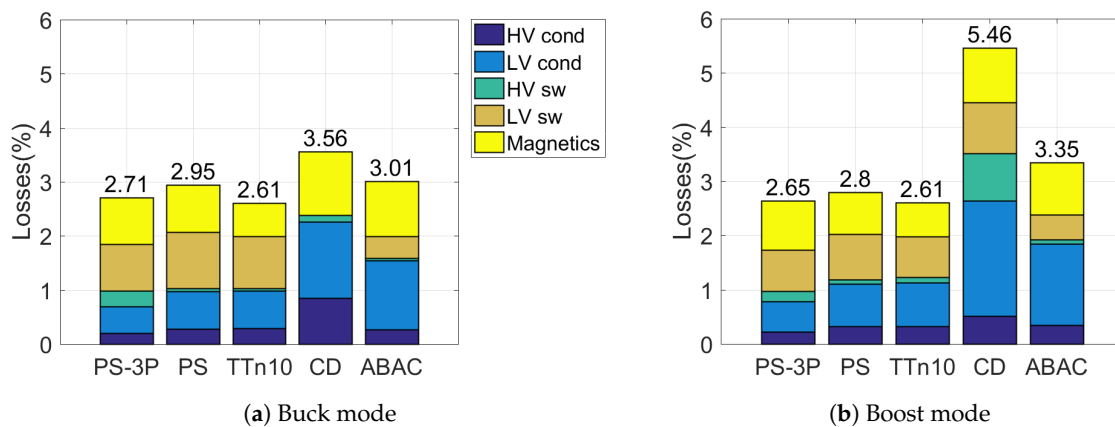 Losses(%)
6
5
4
3
2
1
0
2.71
2.95
2.61
3.56
3.01
PS-3P PS TTn10 CD ABAC
HV cond
LV cond
HV sw
LV sw
Magnetics
(a) Buck mode
Losses(%)
6
5
4
3
2
1
0
2.65
2.8
2.61
5.46
3.35
PS-3P PS TTn10 CD ABAC
(b) Boost mode